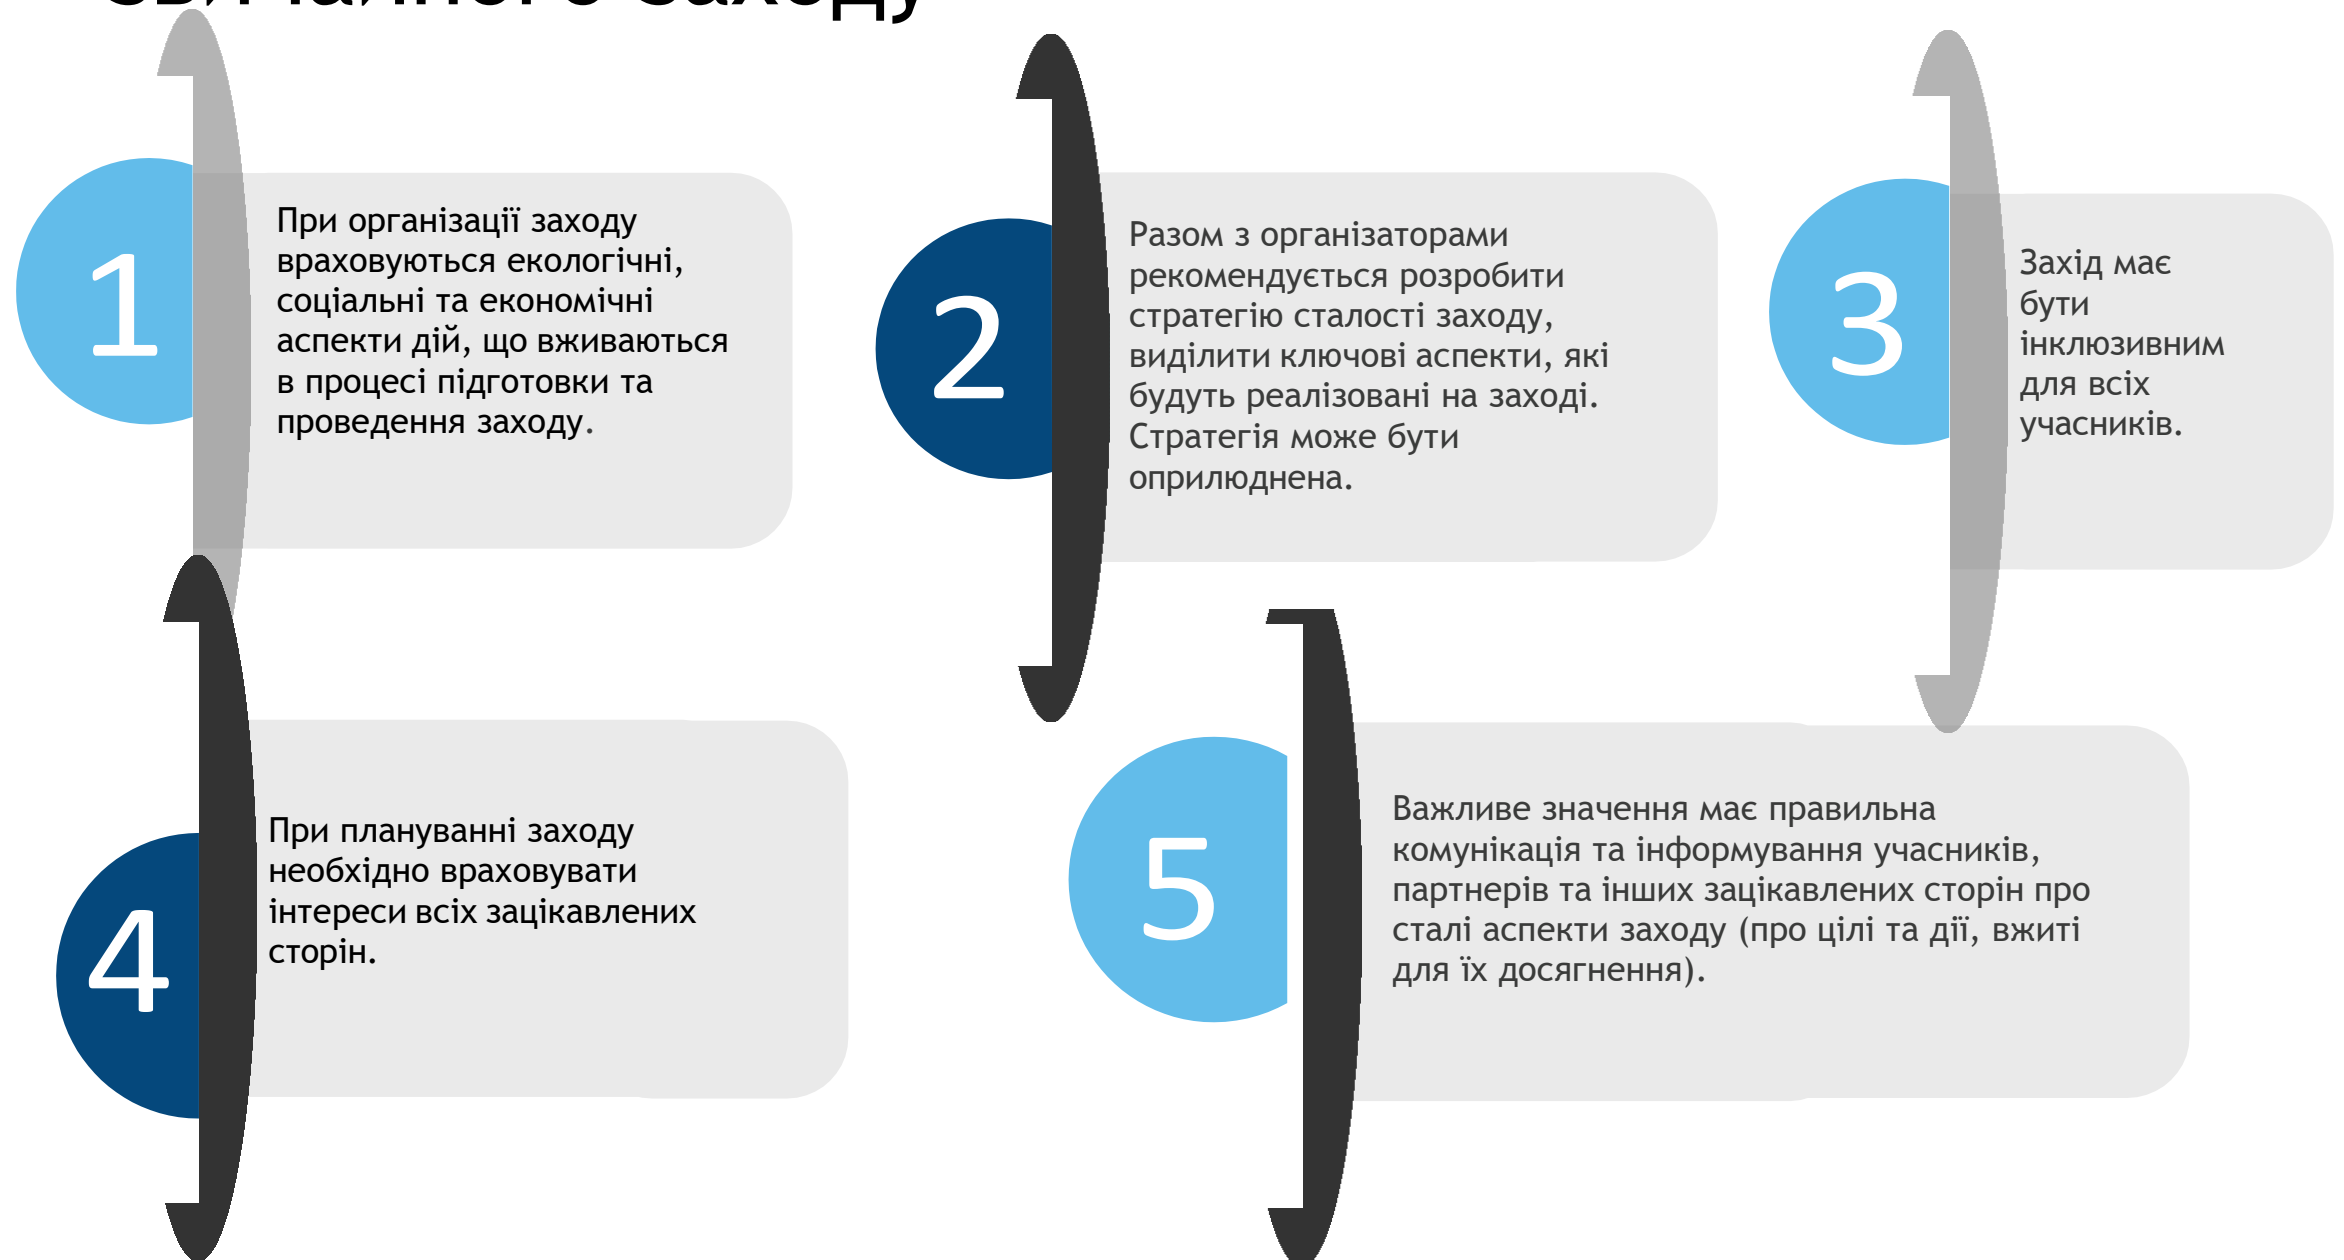 звичайного заходу
1
При організації заходу
враховуються екологічні,
соціальні та економічні
аспекти дій, що вживаються
в процесі підготовки та
проведення заходу.
2
Разом з організаторами
рекомендується розробити
стратегію сталості заходу,
виділити ключові аспекти, які
будуть реалізовані на заході.
Стратегія може бути
оприлюднена.
3
Захід має
бути
інклюзивним
для всіх
учасників.
4
При плануванні заходу
необхідно враховувати
інтереси всіх зацікавлених
сторін.
5
Важливе значення має правильна
комунікація та інформування учасників,
партнерів та інших зацікавлених сторін про
сталі аспекти заходу (про цілі та дії, вжиті
для їх досягнення).